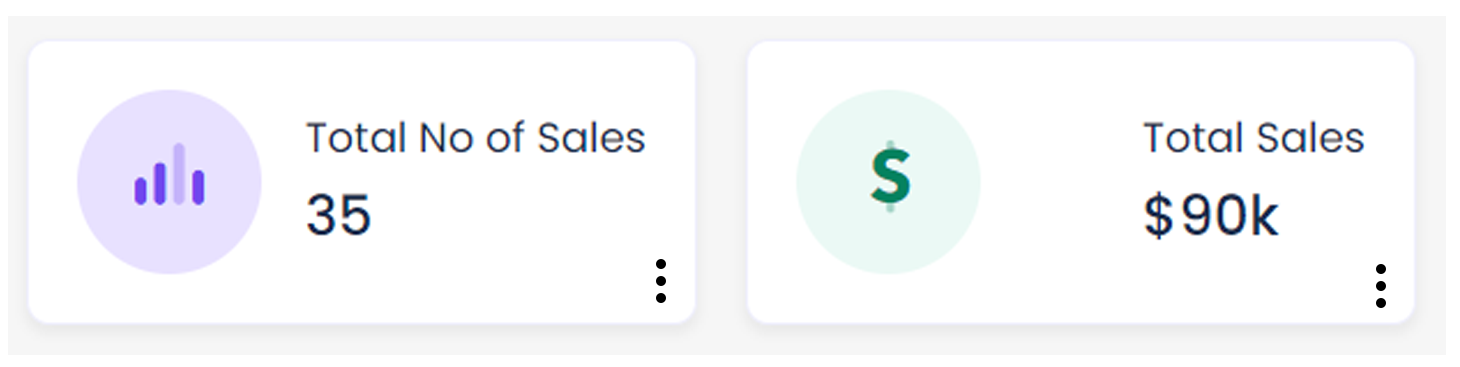 Total No of Sales
35
$
Total Sales
$90k